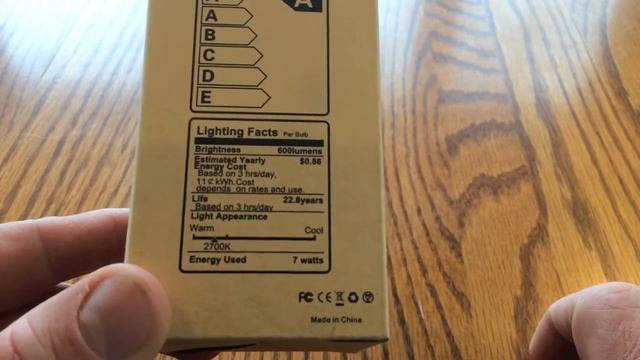 A
A
B
C
D
E
Lighting Facts Per Bulb
Brightness 600lumens
Estimated Yearly $0.86
Energy Cost
Based on 3 hrs/day,
11¢ kWh.Cost
depends on rates and use.
Life 22.8years
Based on 3 hrs/day
Light Appearance
Warm Cool
2700K
Energy Used 7 watts
FC CE
Made in China